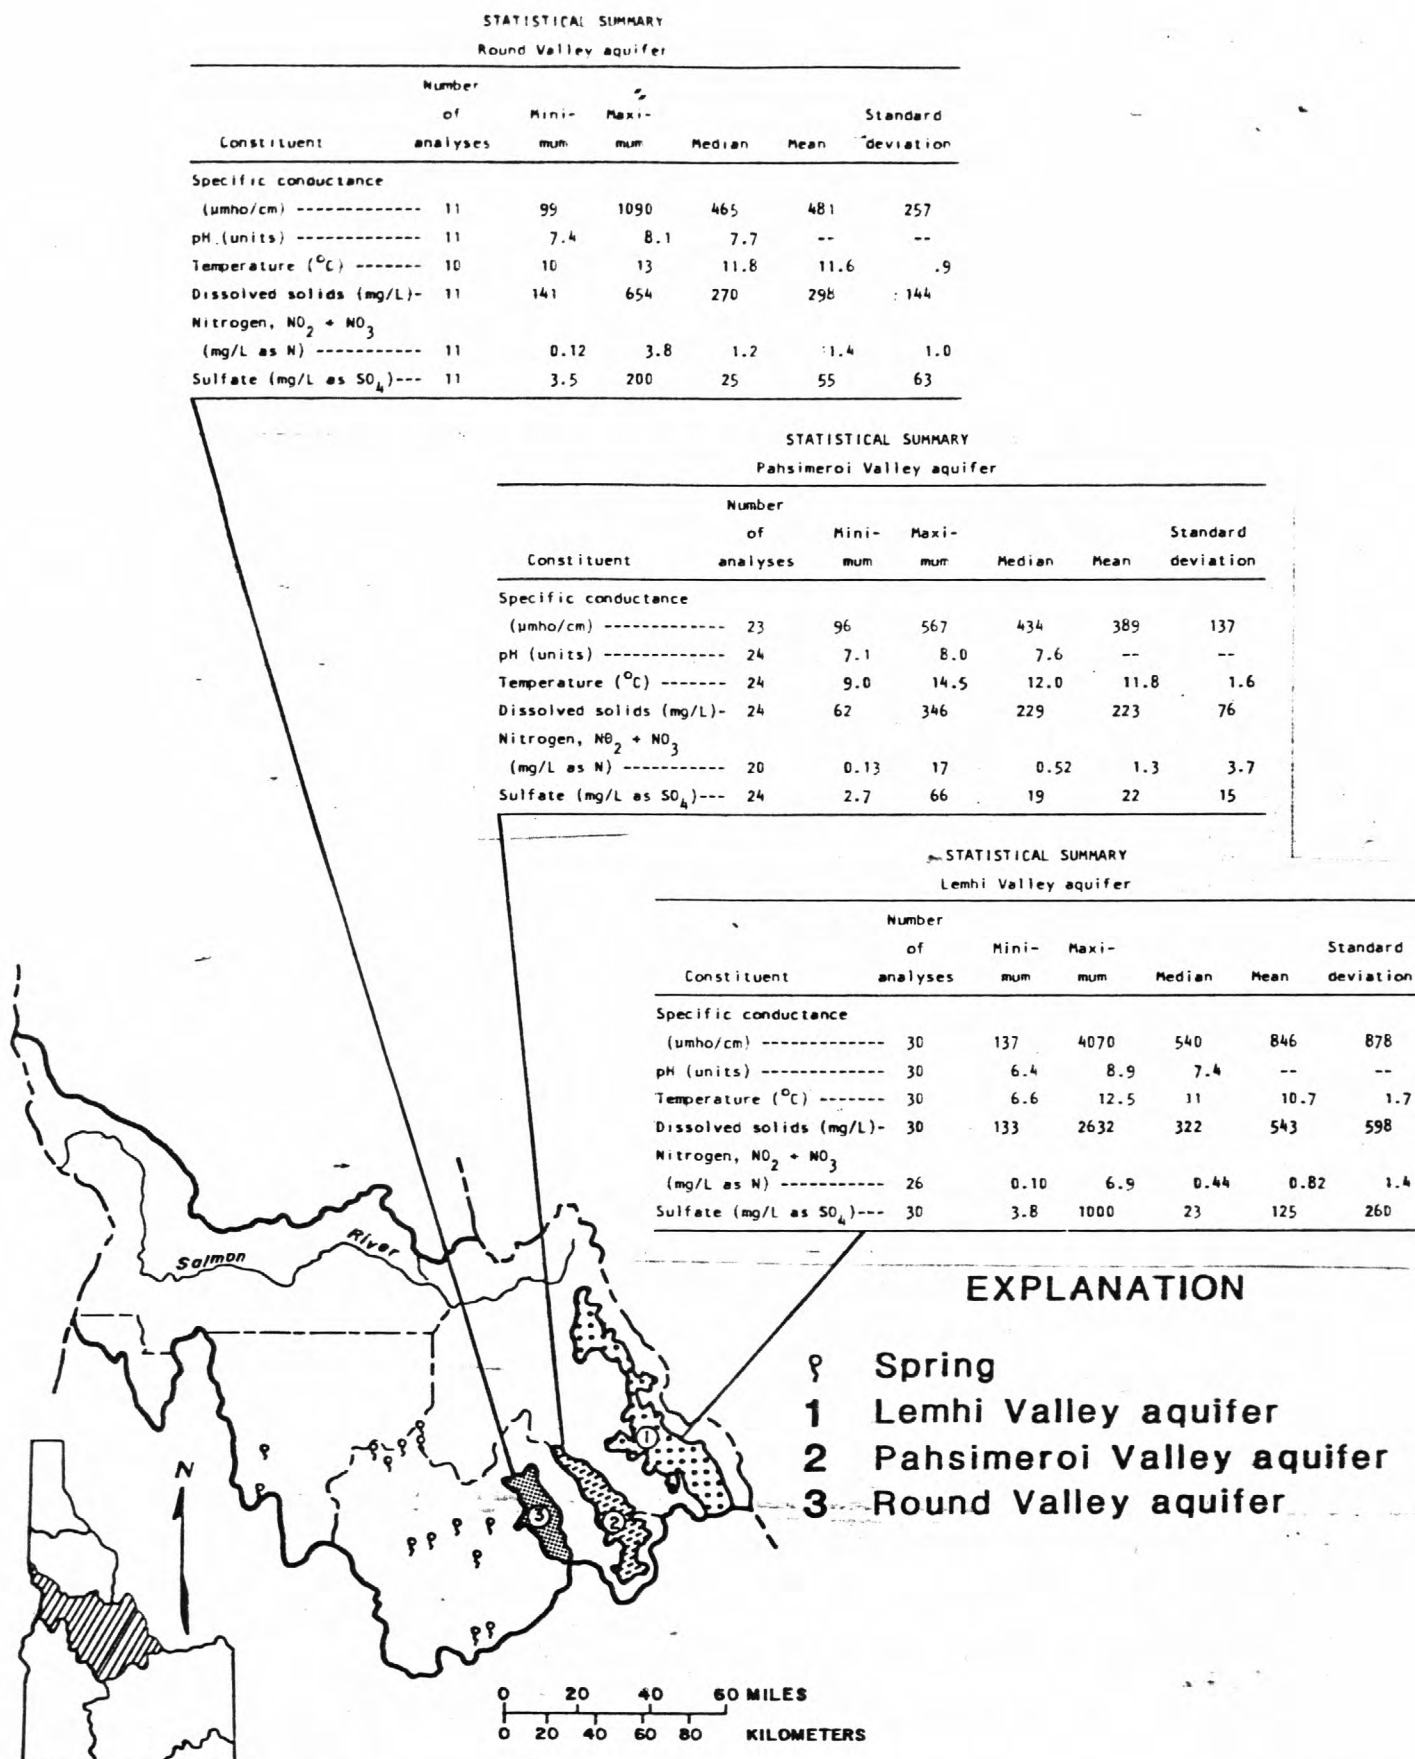 STATISTICAL SUMMARY
Round Valley aquifer
Number
of Mini- Maxi- Standard
Constituent analyses mum mum Median Mean deviation
Specific conductance
(µmho/cm) ------------- 11 99 1090 465 481 257
pH (units) ------------- 11 7.4 8.1 7.7 -- --
Temperature (°C) ------- 10 10 13 11.8 11.6 .9
Dissolved solids (mg/L)- 11 141 654 270 298 144
Nitrogen, NO2 + NO3
(mg/L as N) ----------- 11 0.12 3.8 1.2 1.4 1.0
Sulfate (mg/L as SO4)--- 11 3.5 200 25 55 63
STATISTICAL SUMMARY
Pahsimeroi Valley aquifer
Number
of Mini- Maxi- Standard
Constituent analyses mum mum Median Mean deviation
Specific conductance
(µmho/cm) ------------- 23 96 567 434 389 137
pH (units) ------------- 24 7.1 8.0 7.6 -- --
Temperature (°C) ------- 24 9.0 14.5 12.0 11.8 1.6
Dissolved solids (mg/L)- 24 62 346 229 223 76
Nitrogen, NO2 + NO3
(mg/L as N) ----------- 20 0.13 17 0.52 1.3 3.7
Sulfate (mg/L as SO4)--- 24 2.7 66 19 22 15
STATISTICAL SUMMARY
Lemhi Valley aquifer
Number
of Mini- Maxi- Standard
Constituent analyses mum mum Median Mean deviation
Specific conductance
(umho/cm) ------------- 30 137 4070 540 846 878
pH (units) ------------- 30 6.4 8.9 7.4 -- --
Temperature (°C) ------- 30 6.6 12.5 11 10.7 1.7
Dissolved solids (mg/L)- 30 133 2632 322 543 598
Nitrogen, NO2 + NO3
(mg/L as N) ----------- 26 0.10 6.9 0.44 0.82 1.4
Sulfate (mg/L as SO4)--- 30 3.8 1000 23 125 260
Salmon River
EXPLANATION
Spring
1 Lemhi Valley aquifer
2 Pahsimeroi Valley aquifer
3 Round Valley aquifer
1
2
3
N
0 20 40 60 MILES
0 20 40 60 80 KILOMETERS